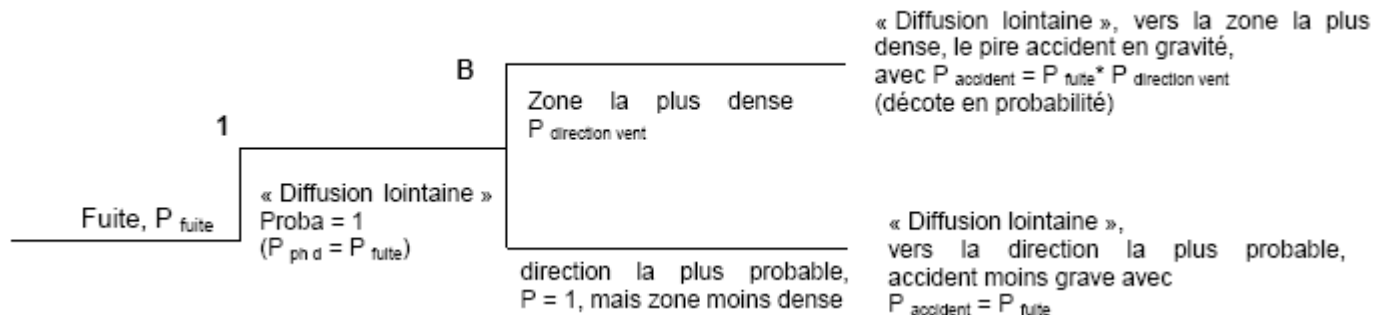 « Diffusion lointaine », vers la zone la plus
dense, le pire accident en gravité,
avec P accident = P fuite* P direction vent
(décote en probabilité)
B
Zone la plus dense
P direction vent
1
« Diffusion lointaine »
Proba = 1
(P ph d = P fuite)
Fuite, P fuite
direction la plus probable,
P = 1, mais zone moins dense
« Diffusion lointaine »,
vers la direction la plus probable,
accident moins grave avec
P accident = P fuite